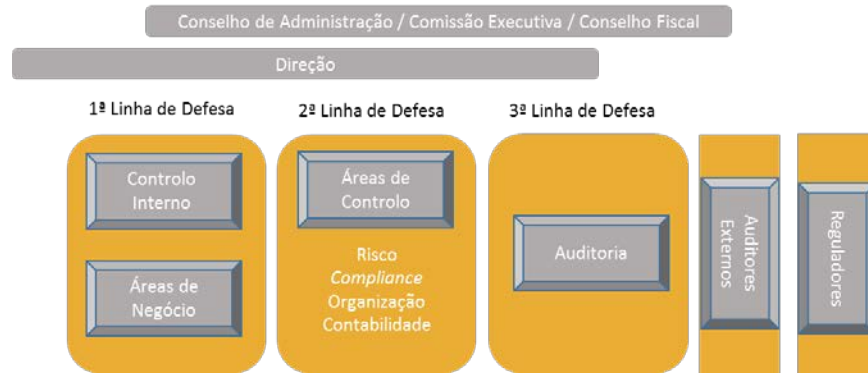 Conselho de Administração / Comissão Executiva / Conselho Fiscal
Direção
1ª Linha de Defesa
2ª Linha de Defesa
3ª Linha de Defesa
Controlo
Interno
Áreas de
Negócio
Áreas de
Controlo
Risco
Compliance
Organização
Contabilidade
Auditoria
Auditores
Externos
Reguladores